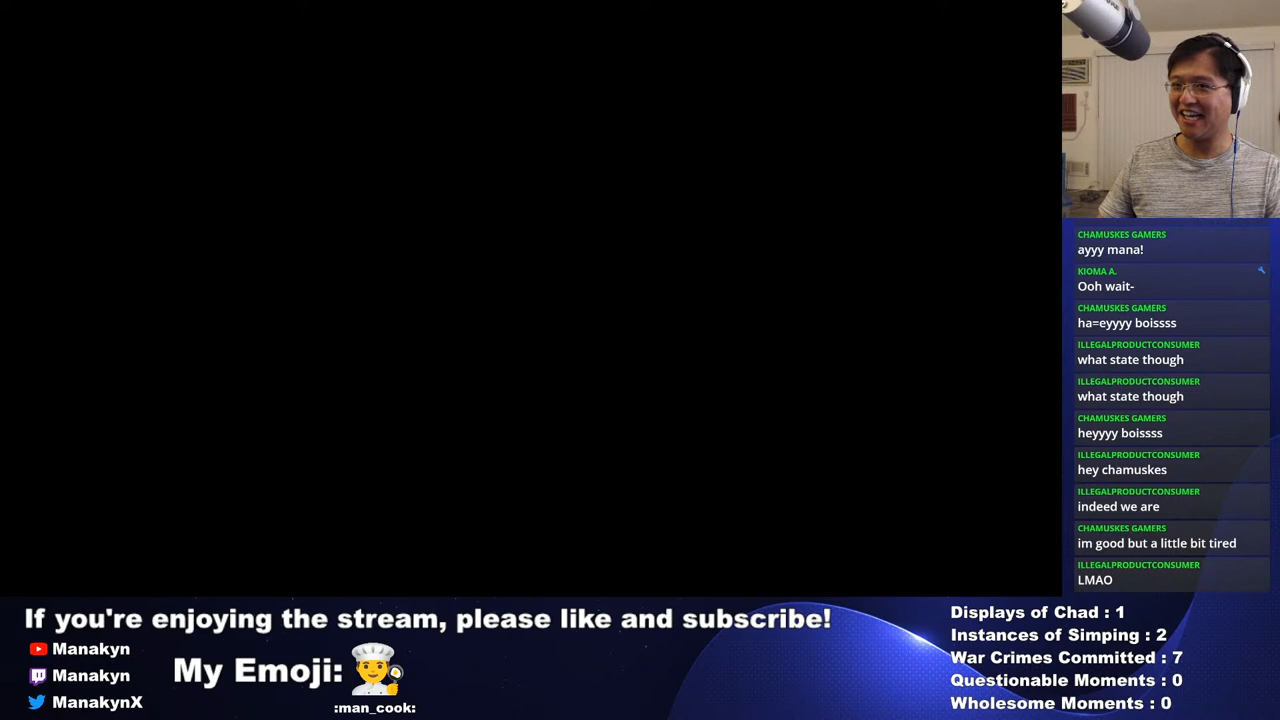 CHAMUSKES GAMERS
ayyy mana!
KIOMA A.
Ooh wait-
CHAMUSKES GAMERS
ha=eyyyy boissss
ILLEGALPRODUCTCONSUMER
what state though
ILLEGALPRODUCTCONSUMER
what state though
CHAMUSKES GAMERS
heyyyy boissss
ILLEGALPRODUCTCONSUMER
hey chamuskes
ILLEGALPRODUCTCONSUMER
indeed we are
CHAMUSKES GAMERS
im good but a little bit tired
ILLEGALPRODUCTCONSUMER
LMAO
If you're enjoying the stream, please like and subscribe!
Manakyn
Manakyn
ManakynX
My Emoji:
:man_cook:
Displays of Chad : 1
Instances of Simping : 2
War Crimes Committed : 7
Questionable Moments : 0
Wholesome Moments : 0